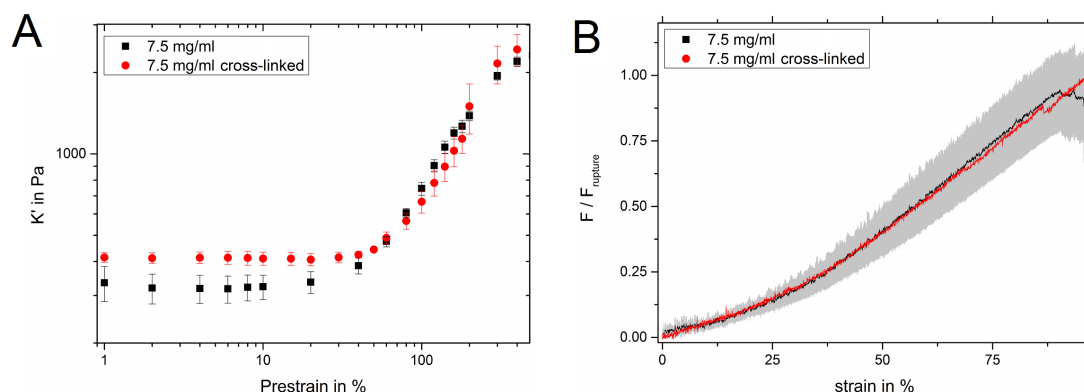 A
7.5 mg/ml
7.5 mg/ml cross-linked
1000
K' in Pa
1
10
100
Prestrain in %
B
7.5 mg/ml
7.5 mg/ml cross-linked
1.00
0.75
0.50
0.25
0.00
F / F rupture
0
25
50
75
strain in %